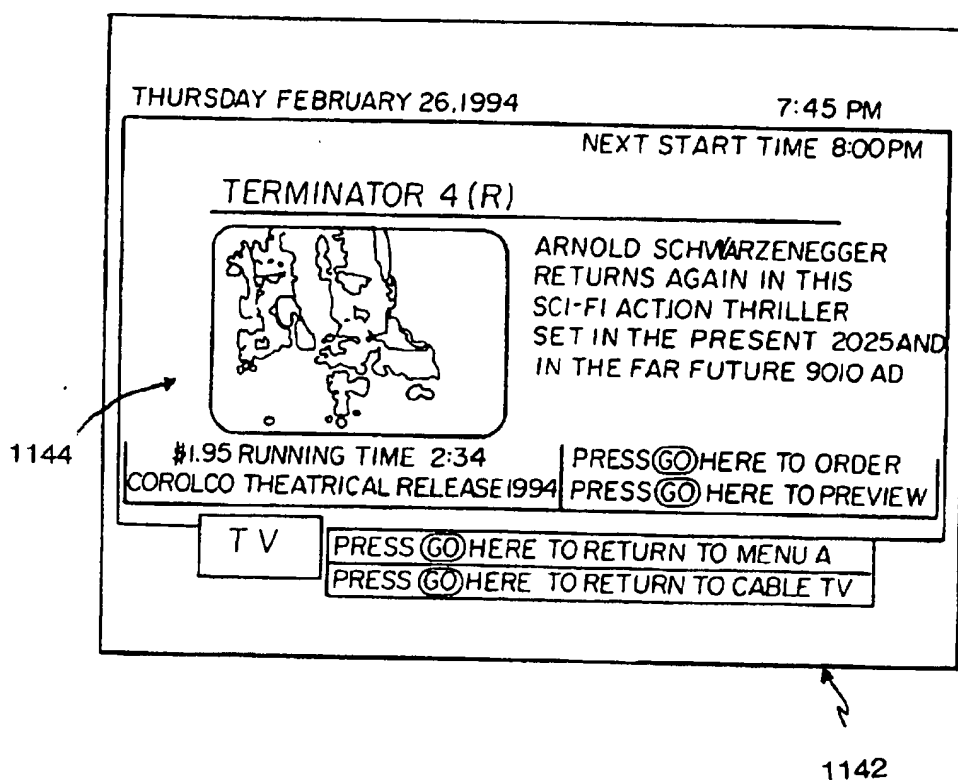 THURSDAY FEBRUARY 26,1994 7:45 PM
NEXT START TIME 8:00PM
TERMINATOR 4 (R)
ARNOLD SCHWARZENEGGER
RETURNS AGAIN IN THIS
SCI-FI ACTION THRILLER
SET IN THE PRESENT 2025 AND
IN THE FAR FUTURE 9010 AD
1144
$1.95 RUNNING TIME 2:34
COROLCO THEATRICAL RELEASE 1994
PRESS GO HERE TO ORDER
PRESS GO HERE TO PREVIEW
TV
PRESS GO HERE TO RETURN TO MENU A
PRESS GO HERE TO RETURN TO CABLE TV
1142